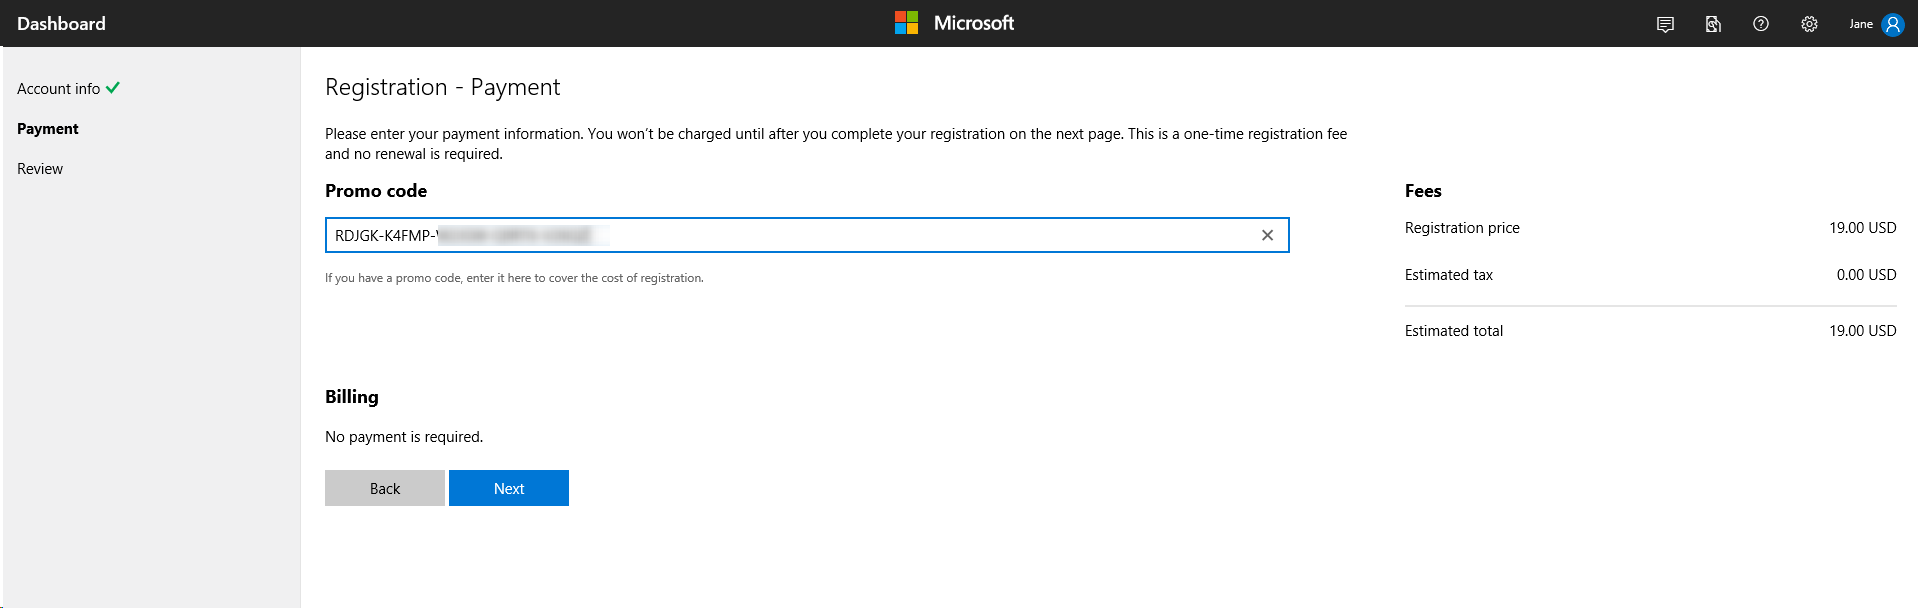 Dashboard
Microsoft
Jane
Account info
Payment
Review
Registration - Payment
Please enter your payment information. You won't be charged until after you complete your registration on the next page. This is a one-time registration fee
and no renewal is required.
Promo code
RDJGK-K4FMP-
If you have a promo code, enter it here to cover the cost of registration.
Billing
No payment is required.
Back Next
Fees
Registration price 19.00 USD
Estimated tax 0.00 USD
Estimated total 19.00 USD